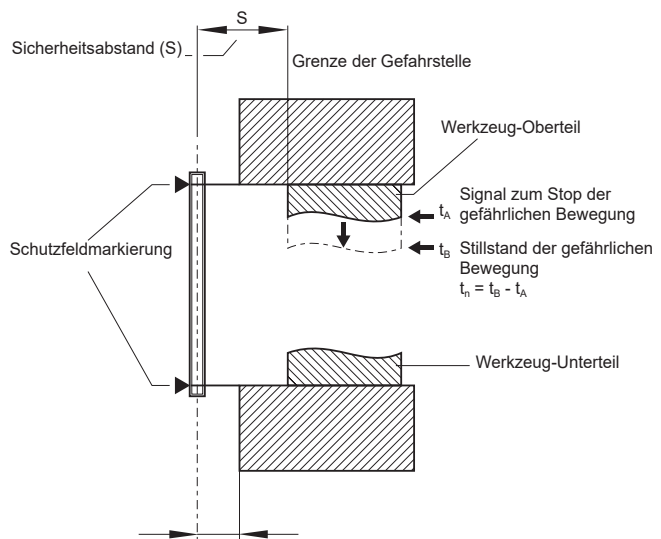 S
Sicherheitsabstand (S)
Grenze der Gefahrstelle
Werkzeug-Oberteil
tA Signal zum Stop der
gefährlichen Bewegung
Schutzfeldmarkierung
tB Stillstand der gefährlichen
Bewegung
tn = tB - tA
Werkzeug-Unterteil